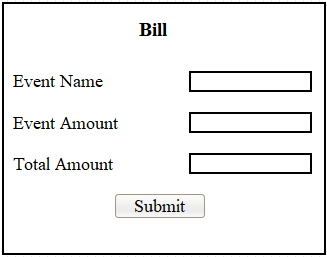 Bill
Event Name
Event Amount
Total Amount
Submit